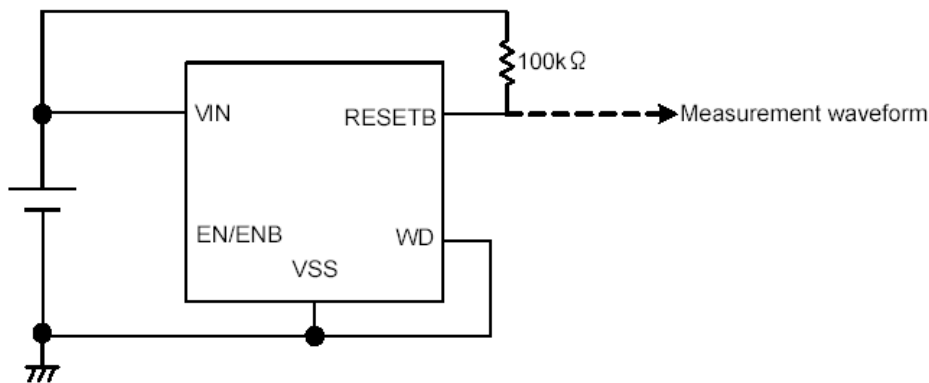 100kΩ
VIN
RESETB
Measurement waveform
EN/ENB
WD
VSS